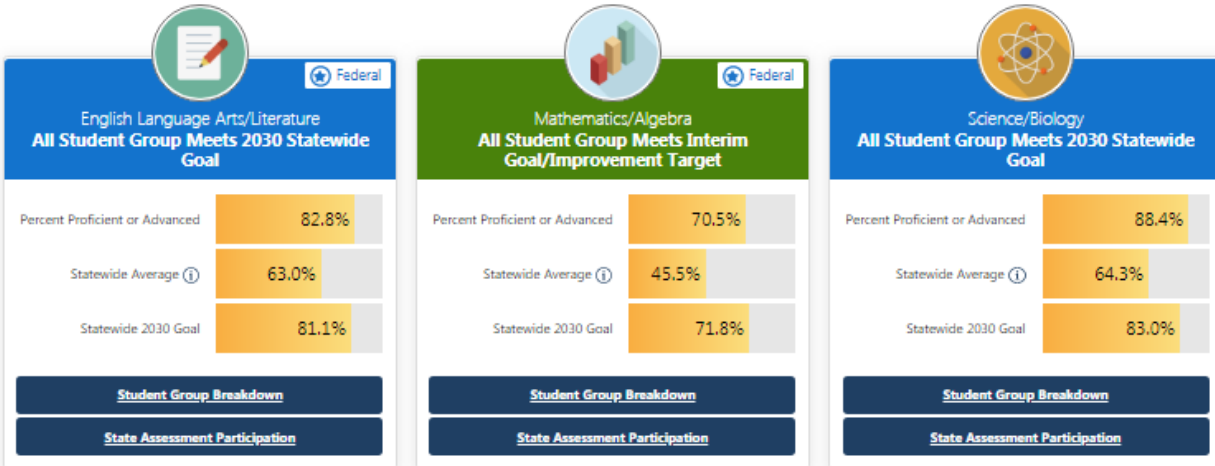 Federal
English Language Arts/Literature
All Student Group Meets 2030 Statewide
Goal
Percent Proficient or Advanced 82.8%
Statewide Average 63.0%
Statewide 2030 Goal 81.1%
Student Group Breakdown
State Assessment Participation
Federal
Mathematics/Algebra
All Student Group Meets Interim
Goal/Improvement Target
Percent Proficient or Advanced 70.5%
Statewide Average 45.5%
Statewide 2030 Goal 71.8%
Student Group Breakdown
State Assessment Participation
Science/Biology
All Student Group Meets 2030 Statewide
Goal
Percent Proficient or Advanced 88.4%
Statewide Average 64.3%
Statewide 2030 Goal 83.0%
Student Group Breakdown
State Assessment Participation